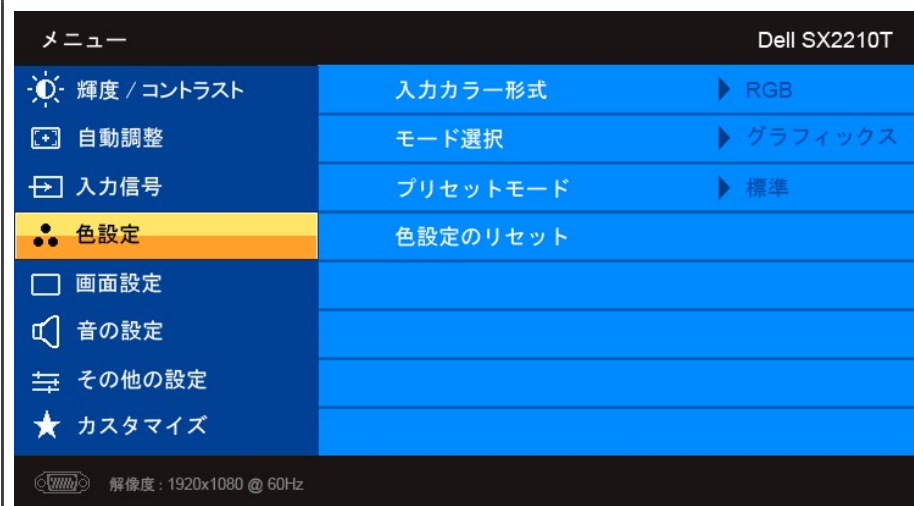 メニュー Dell SX2210T
輝度 / コントラスト 入力カラー形式 RGB
自動調整 モード選択 グラフィックス
入力信号 プリセットモード 標準
色設定 色設定のリセット
画面設定
音の設定
その他の設定
カスタマイズ
解像度 : 1920x1080 @ 60Hz